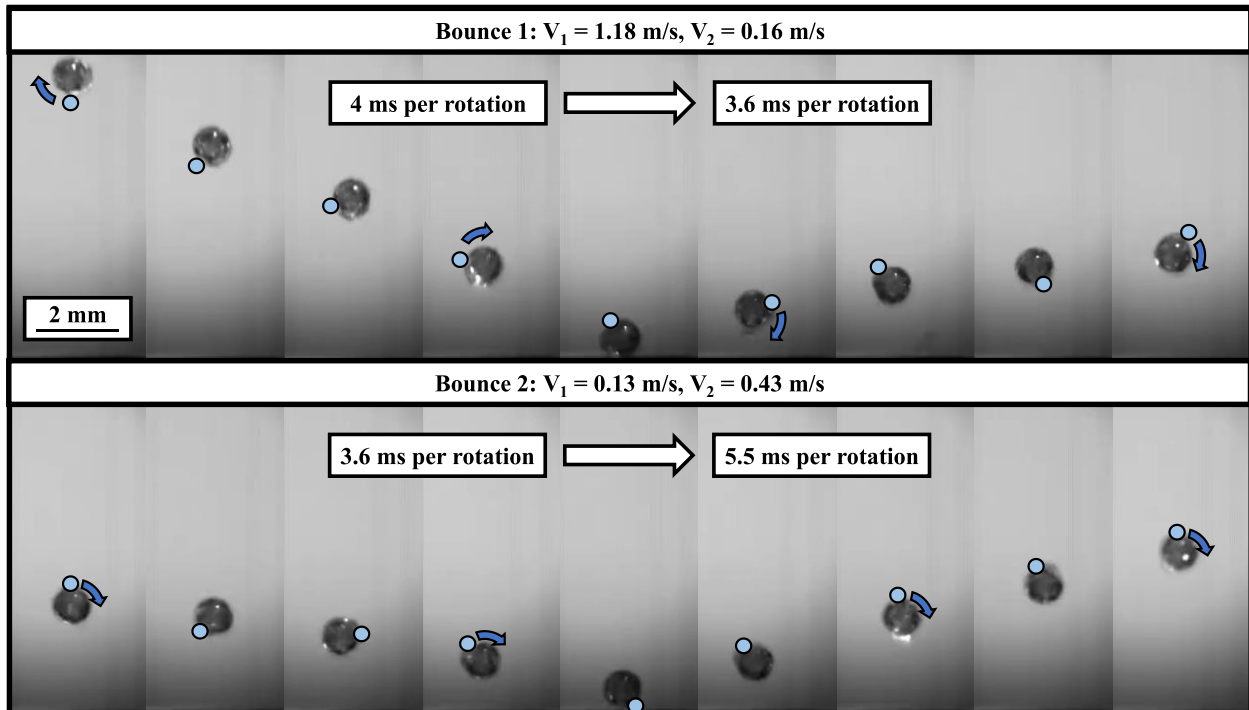 Bounce 1: V₁ = 1.18 m/s, V₂ = 0.16 m/s
4 ms per rotation
3.6 ms per rotation
2 mm
Bounce 2: V₁ = 0.13 m/s, V₂ = 0.43 m/s
3.6 ms per rotation
5.5 ms per rotation